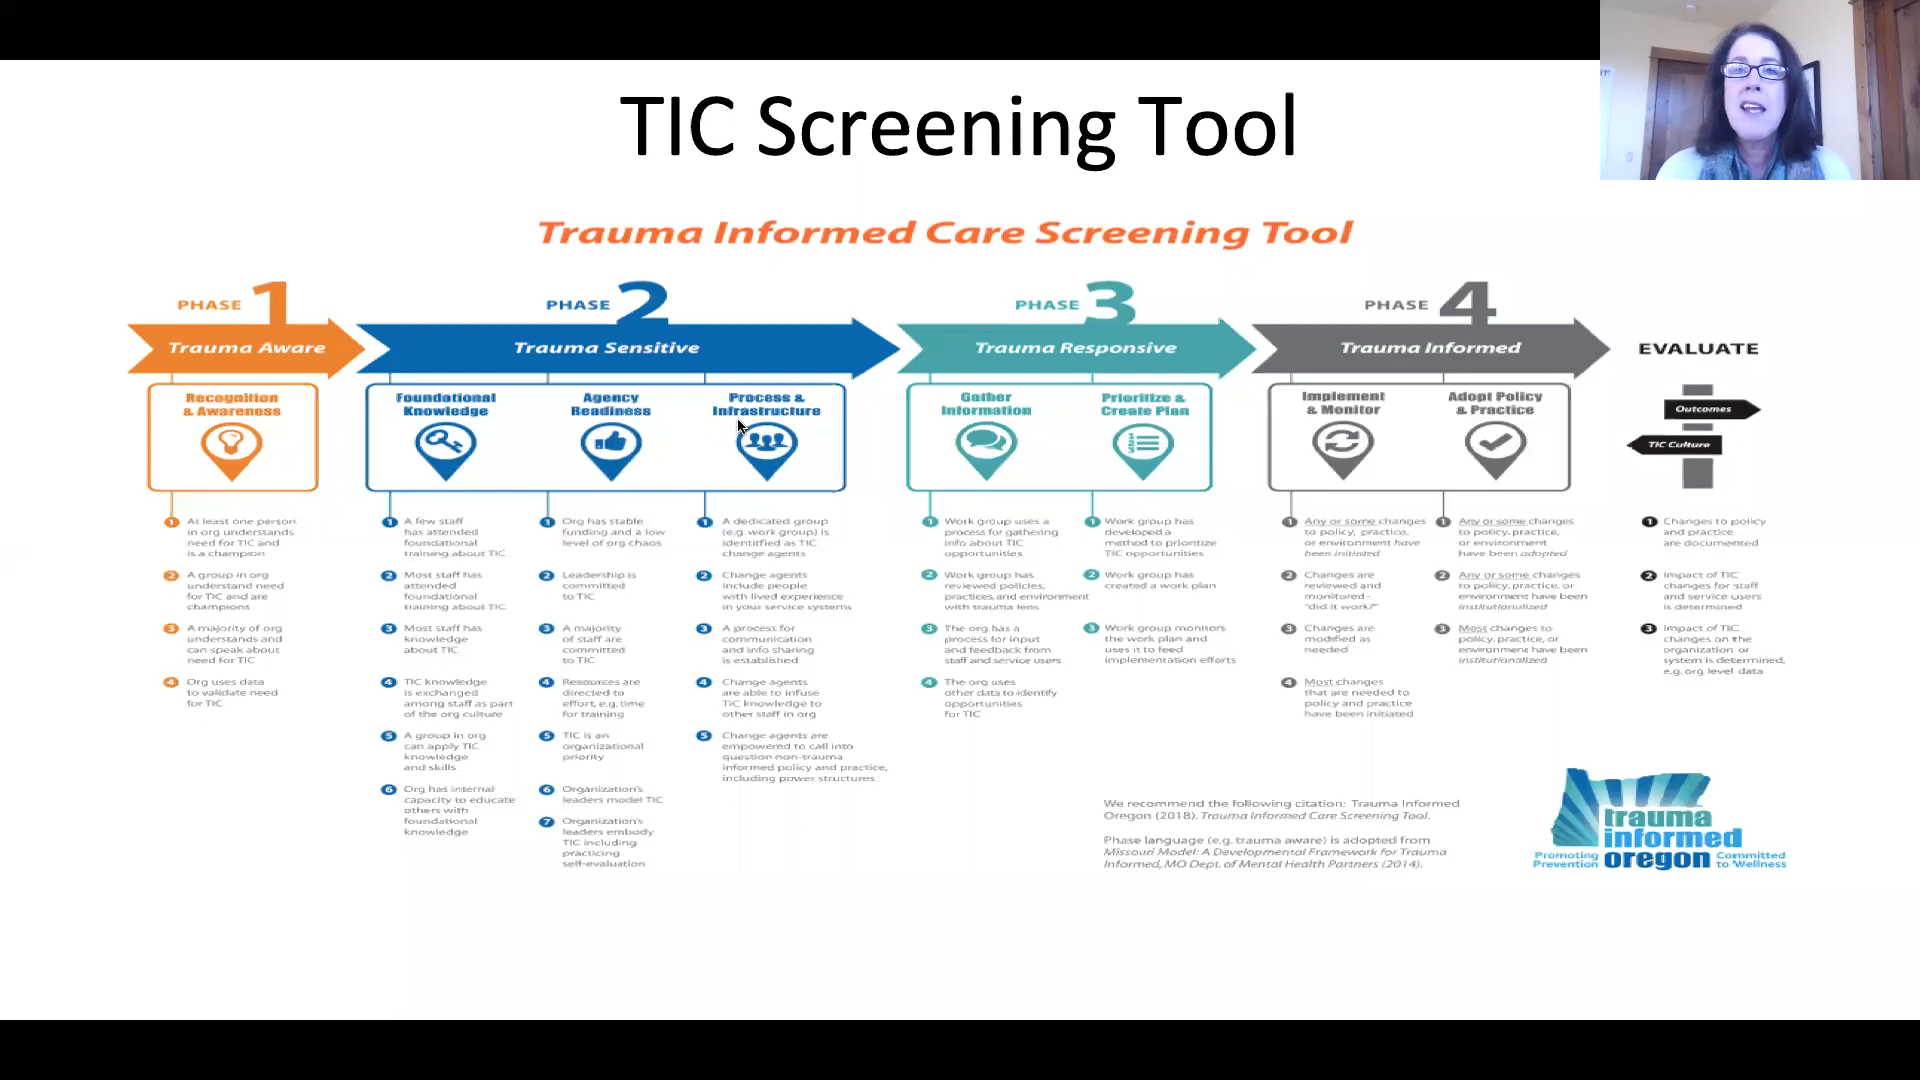 TIC Screening Tool
Trauma Informed Care Screening Tool
PHASE 1
Trauma Aware
Recognition
& Awareness
1 At least one person
in org understands
need for TIC and
is a champion
2 A group in org
understand need
for TIC and are
champions
3 A majority of org
understands and
can speak about
need for TIC
4 Org uses data
to validate need
for TIC
PHASE 2
Trauma Sensitive
Foundational
Knowledge
1 A few staff
has attended
foundational
training about TIC
2 Most staff has
attended
foundational
training about TIC
3 Most staff has
knowledge
about TIC
4 TIC knowledge
is exchanged
among staff as part
of the org culture
5 A group in org
can apply TIC
knowledge
and skills
6 Org has internal
capacity to educate
others with
foundational
knowledge
Agency
Readiness
1 Org has stable
funding and a low
level of org chaos
2 Leadership is
committed
to TIC
3 A majority
of staff are
committed
to TIC
4 Resources are
directed to
effort, e.g. time
for training
5 TIC is an
organizational
priority
6 Organization's
leaders model TIC
7 Organization's
leaders embody
TIC including
practicing
self-evaluation
Process &
Infrastructure
1 A dedicated group
(e.g. work group) is
identified as TIC
change agents
2 Change agents
include people
with lived experience
in your service systems
3 A process for
communication
and info sharing
is established
4 Change agents
are able to infuse
TIC knowledge to
other staff in org
5 Change agents are
empowered to call into
question non-trauma
informed policy and practice,
including power structures
PHASE 3
Trauma Responsive
Gather
Information
1 Work group uses a
process for gathering
info about TIC
opportunities
2 Work group has
reviewed policies,
practices, and environment
with trauma lens
3 The org has a
process for input
and feedback from
staff and service users
4 The org uses
other data to identify
opportunities
for TIC
Prioritize &
Create Plan
1 2 3
1 Work group has
developed a
method to prioritize
TIC opportunities
2 Work group has
created a work plan
3 Work group monitors
the work plan and
uses it to feed
implementation efforts
PHASE 4
Trauma Informed
Implement
& Monitor
1 Any or some changes
to policy, practice,
or environment have
been initiated
2 Changes are
reviewed and
monitored -
"did it work?"
3 Changes are
modified as
needed
4 Most changes
that are needed to
policy and practice
have been initiated
Adopt Policy
& Practice
1 Any or some changes
to policy, practice,
or environment
have been adopted
2 Any or some changes
to policy, practice, or
environment have been
institutionalized
3 Most changes to
policy, practice, or
environment have been
institutionalized
EVALUATE
Outcomes
TIC Culture
1 Changes to policy
and practice
are documented
2 Impact of TIC
changes for staff
and service users
is determined
3 Impact of TIC
changes on the
organization or
system is determined,
e.g. org level data
We recommend the following citation: Trauma Informed
Oregon (2018). Trauma Informed Care Screening Tool.
Phase language (e.g. trauma aware) is adopted from
Missouri Model: A Developmental Framework for Trauma
Informed, MO Dept. of Mental Health Partners (2014).
trauma
informed
oregon
Promoting
Prevention
Committed
to Wellness